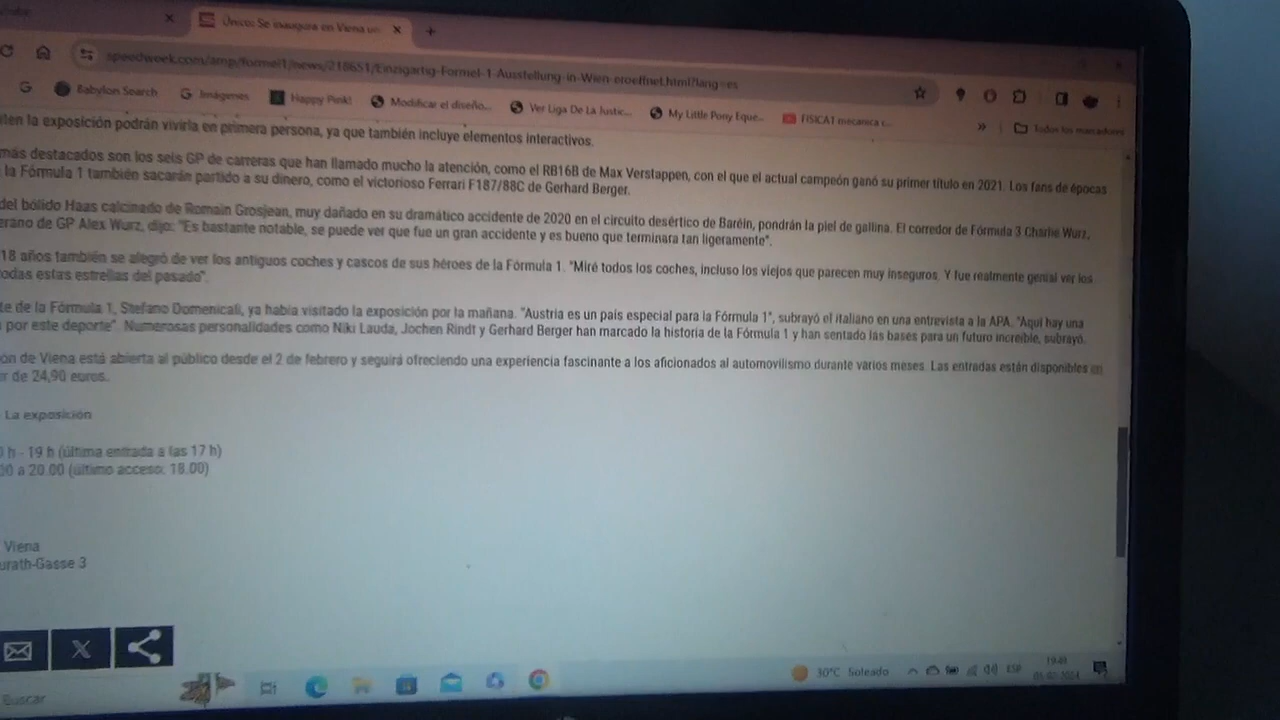 Único: Se inaugura en Viena un
speedweek.com/amp/formel1/news/218651/Einzigartig-Formel-1-Ausstellung-in-Wien-eroeffnet.html?lang=es
Babylon Search
Imágenes
Happy Pink!
Modificar el diseño...
Ver Liga De La Justic...
My Little Pony Eque...
FISICA1 mecanica c...
Todos los marcadores
la exposición podrán vivirla en primera persona, ya que también incluye elementos interactivos.
más destacados son los seis GP de carreras que han llamado mucho la atención, como el RB16B de Max Verstappen, con el que el actual campeón ganó su primer título en 2021. Los fans de épocas
la Fórmula 1 también sacarán partido a su dinero, como el victorioso Ferrari F187/88C de Gerhard Berger.
del bólido Haas calcinado de Romain Grosjean, muy dañado en su dramático accidente de 2020 en el circuito desértico de Baréin, pondrán la piel de gallina. El corredor de Fórmula 3 Charlie Wurz,
erano de GP Alex Wurz, dijo: "Es bastante notable, se puede ver que fue un gran accidente y es bueno que terminara tan ligeramente".
18 años también se alegró de ver los antiguos coches y cascos de sus héroes de la Fórmula 1. "Miré todos los coches, incluso los viejos que parecen muy inseguros. Y fue realmente genial ver los
odas estas estrellas del pasado".
te de la Fórmula 1, Stefano Domenicali, ya había visitado la exposición por la mañana. "Austria es un país especial para la Fórmula 1", subrayó el italiano en una entrevista a la APA. "Aquí hay una
por este deporte". Numerosas personalidades como Niki Lauda, Jochen Rindt y Gerhard Berger han marcado la historia de la Fórmula 1 y han sentado las bases para un futuro increíble, subrayó.
ón de Viena está abierta al público desde el 2 de febrero y seguirá ofreciendo una experiencia fascinante a los aficionados al automovilismo durante varios meses. Las entradas están disponibles en
r de 24,90 euros.
La exposición
h - 19 h (última entrada a las 17 h)
a 20.00 (último acceso: 18.00)
Viena
urath-Gasse 3
Buscar
30°C Soleado
ESP
19:49